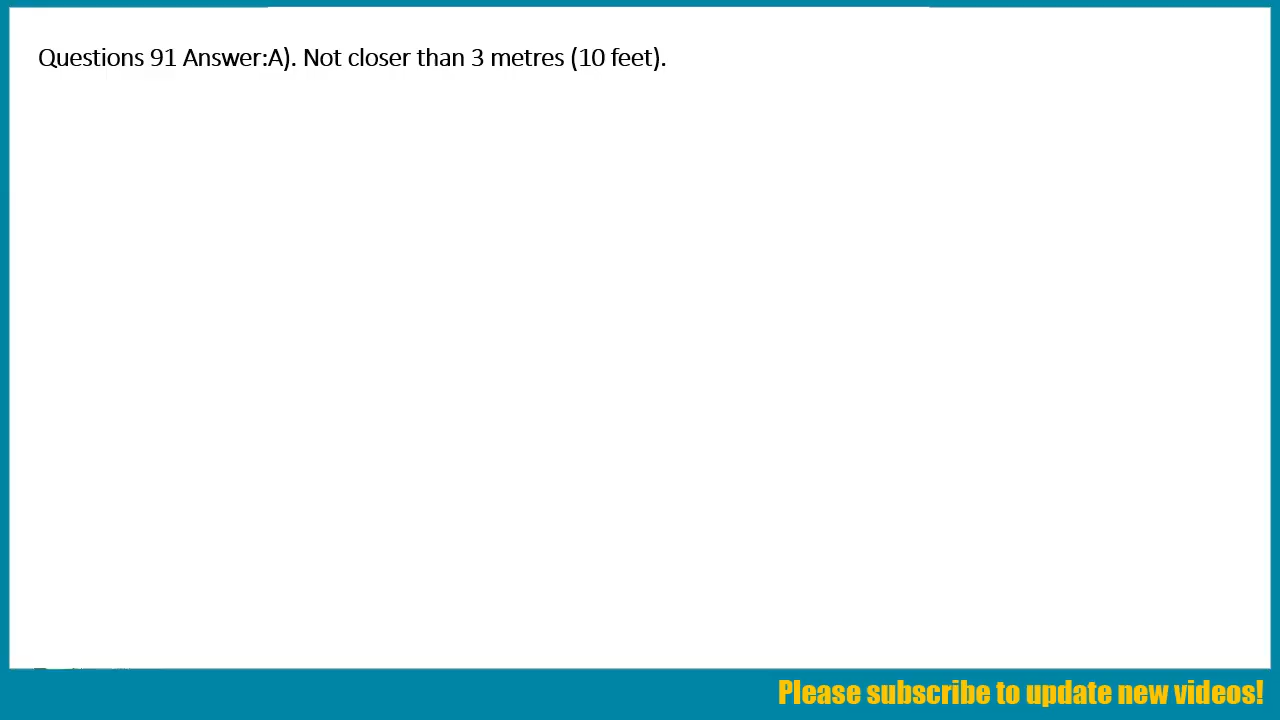 Questions 91 Answer:A). Not closer than 3 metres (10 feet).
Please subscribe to update new videos!